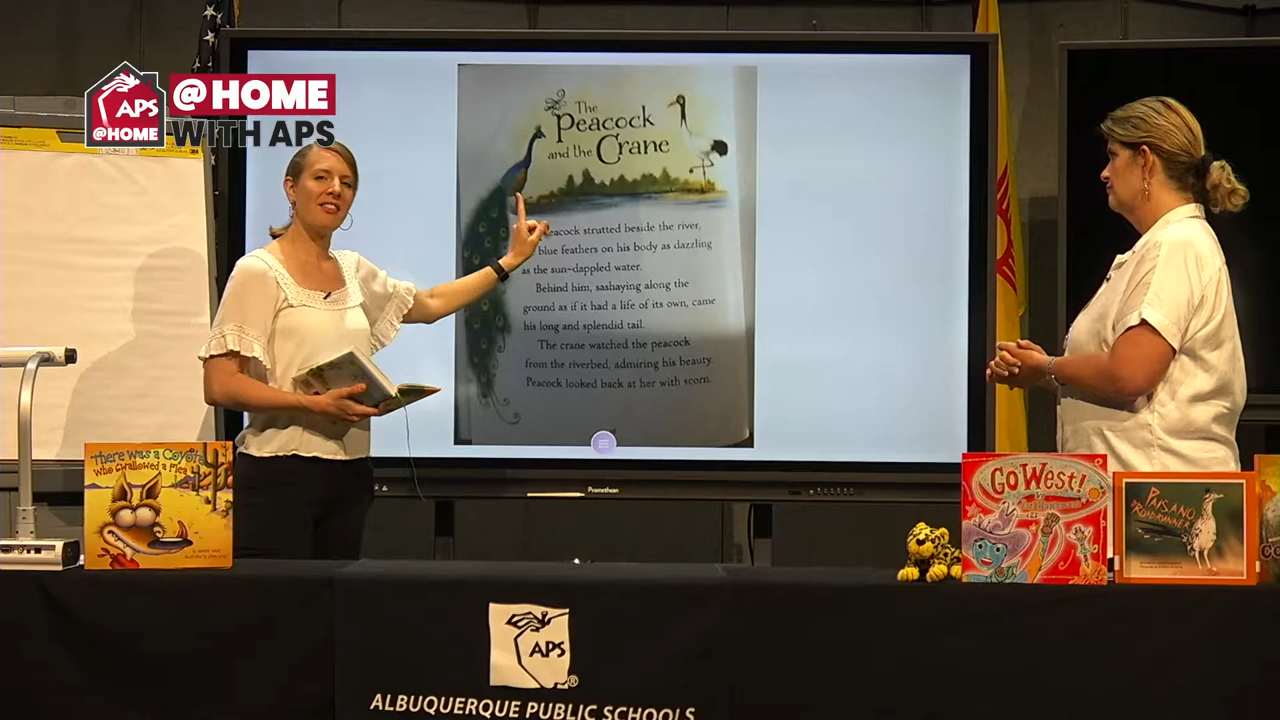 APS
@HOME
@HOME
WITH APS
The
Peacock
and the Crane
Peacock strutted beside the river,
blue feathers on his body as dazzling
as the sun-dappled water.
Behind him, sashaying along the
ground as if it had a life of its own, came
his long and splendid tail.
The crane watched the peacock
from the riverbed, admiring his beauty.
Peacock looked back at her with scorn.
Promethean
There was a Coyote
Who Swallowed a Flea
Go West!
PAISANO
ROADRUNNER
CO
APS
®
ALBUQUERQUE PUBLIC SCHOOLS